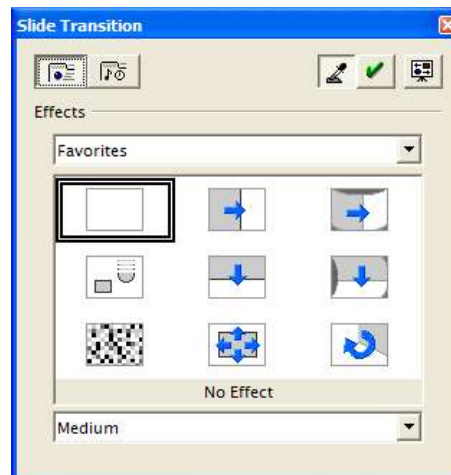 Slide Transition
Effects
Favorites
No Effect
Medium